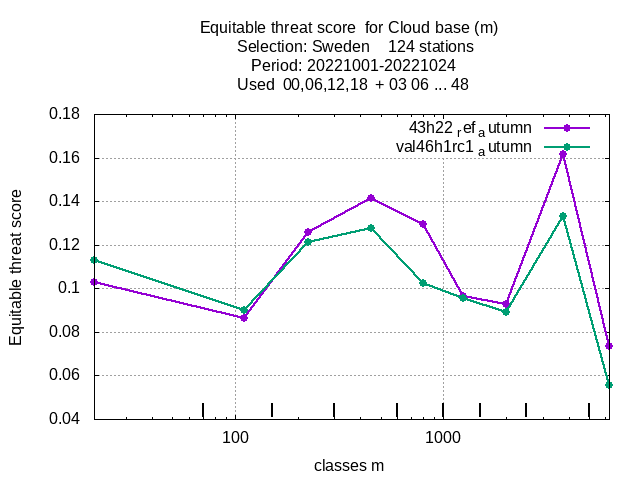 Equitable threat score  for Cloud base (m)
Selection: Sweden    124 stations
Period: 20221001-20221024
Used  00,06,12,18  + 03 06 ... 48
43h22 ref autumn
val46h1rc1 autumn
Equitable threat score
0.18
0.16
0.14
0.12
0.1
0.08
0.06
0.04
100
1000
classes m